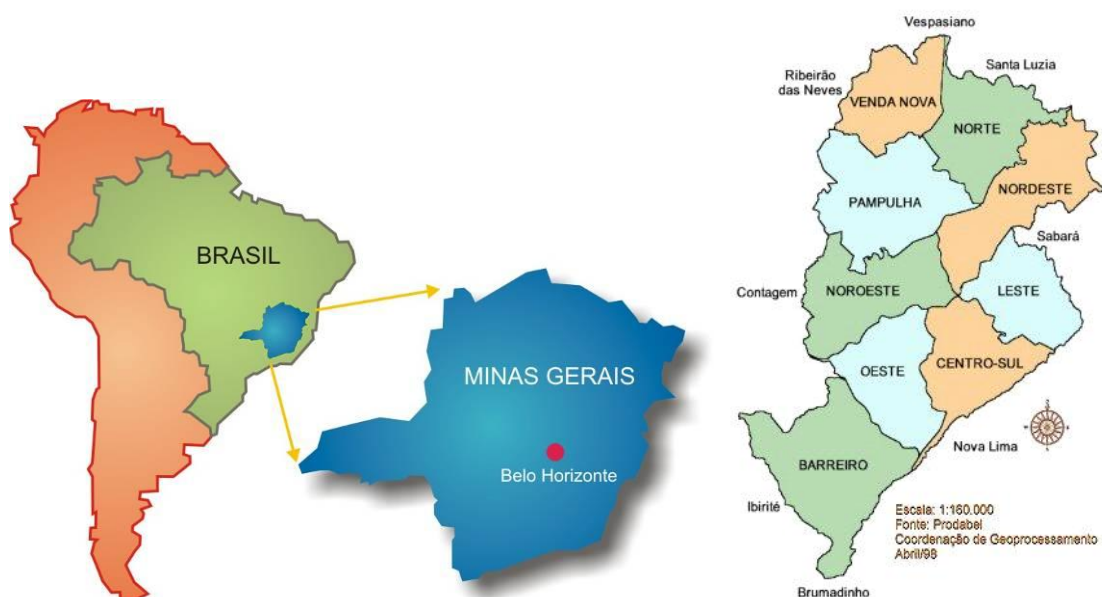 BRASIL
MINAS GERAIS
Belo Horizonte
Vespasiano
Santa Luzia
Ribeirão
das Neves
VENDA NOVA
NORTE
NORDESTE
PAMPULHA
Sabará
Contagem
NOROESTE
LESTE
OESTE
CENTRO-SUL
Nova Lima
BARREIRO
Ibirité
Escala: 1:160.000
Fonte: Prodabel
Coordenação de Geoprocessamento
Abril/98
Brumadinho